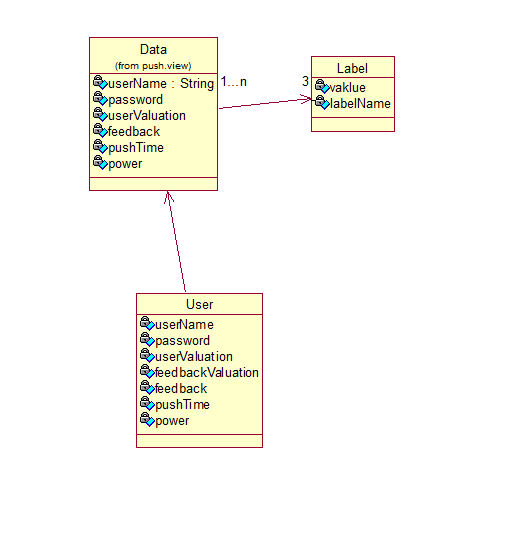 Data
(from push.view)
userName : String
password
userValuation
feedback
pushTime
power
1...n
3
Label
vaklue
labelName
User
userName
password
userValuation
feedbackValuation
feedback
pushTime
power